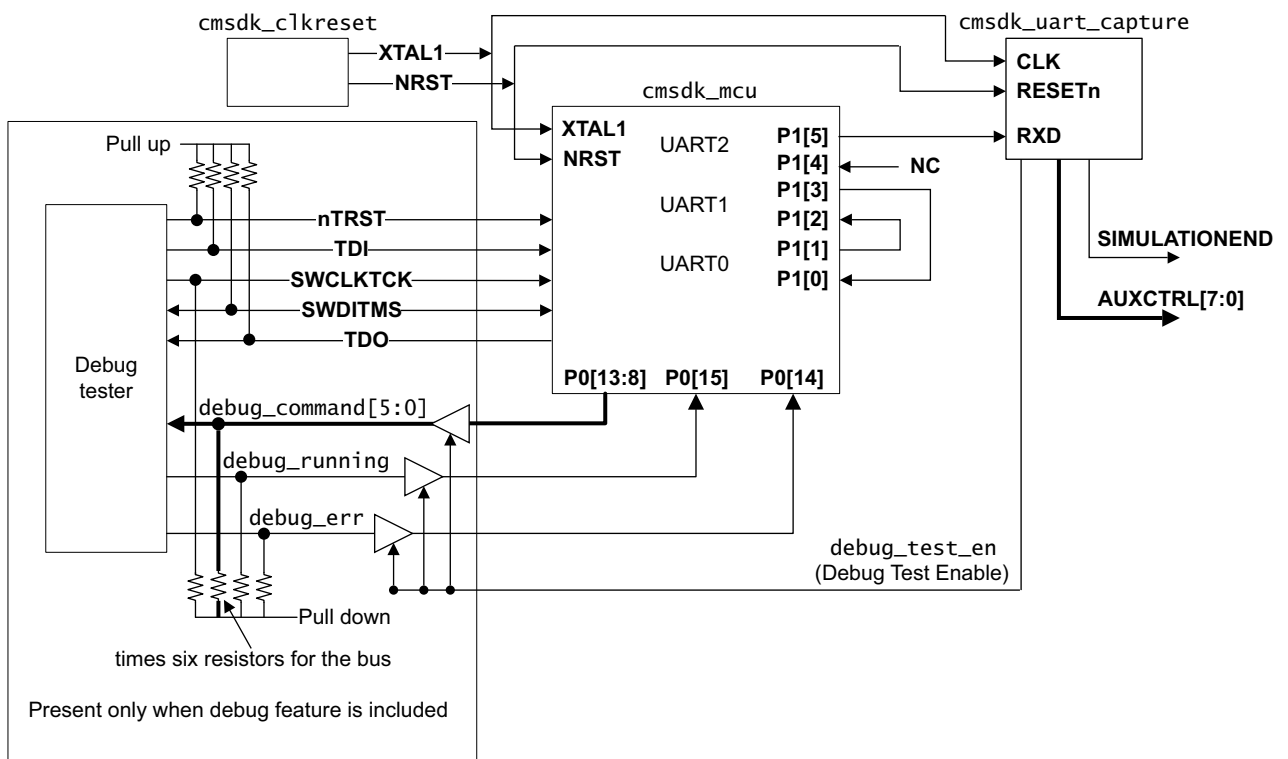 cmsdk_clkreset
cmsdk_uart_capture
XTAL1
NRST
CLK
RESETn
RXD
cmsdk_mcu
XTAL1
NRST
UART2
UART1
UART0
P1[5]
P1[4]
P1[3]
P1[2]
P1[1]
P1[0]
NC
SIMULATIONEND
AUXCTRL[7:0]
Pull up
nTRST
TDI
SWCLKTCK
SWDITMS
TDO
Debug
tester
P0[13:8] P0[15] P0[14]
debug_command[5:0]
debug_running
debug_err
debug_test_en
(Debug Test Enable)
Pull down
times six resistors for the bus
Present only when debug feature is included